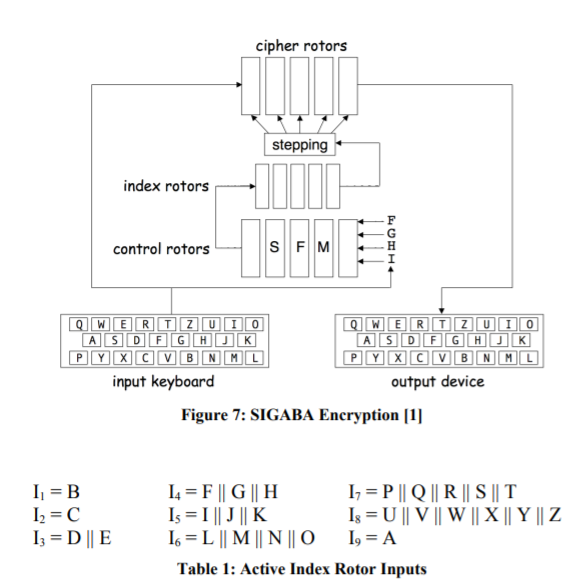 cipher rotors
stepping
index rotors
control rotors
S F M
F
G
H
I
Q W E R T Z U I O
A S D F G H J K
P Y X C V B N M L
input keyboard
Q W E R T Z U I O
A S D F G H J K
P Y X C V B N M L
output device
Figure 7: SIGABA Encryption [1]
I₁ = B I₄ = F || G || H I₇ = P || Q || R || S || T
I₂ = C I₅ = I || J || K I₈ = U || V || W || X || Y || Z
I₃ = D || E I₆ = L || M || N || O I₉ = A
Table 1: Active Index Rotor Inputs